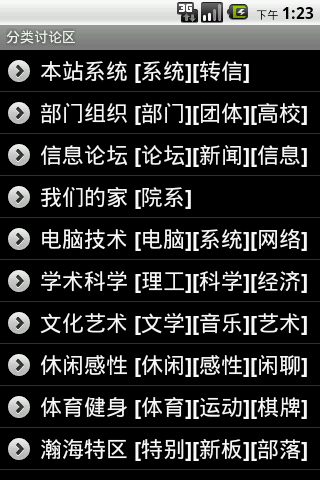 3G 下午 1:23
分类讨论区
本站系统 [系统][转信]
部门组织 [部门][团体][高校]
信息论坛 [论坛][新闻][信息]
我们的家 [院系]
电脑技术 [电脑][系统][网络]
学术科学 [理工][科学][经济]
文化艺术 [文学][音乐][艺术]
休闲感性 [休闲][感性][闲聊]
体育健身 [体育][运动][棋牌]
瀚海特区 [特别][新板][部落]